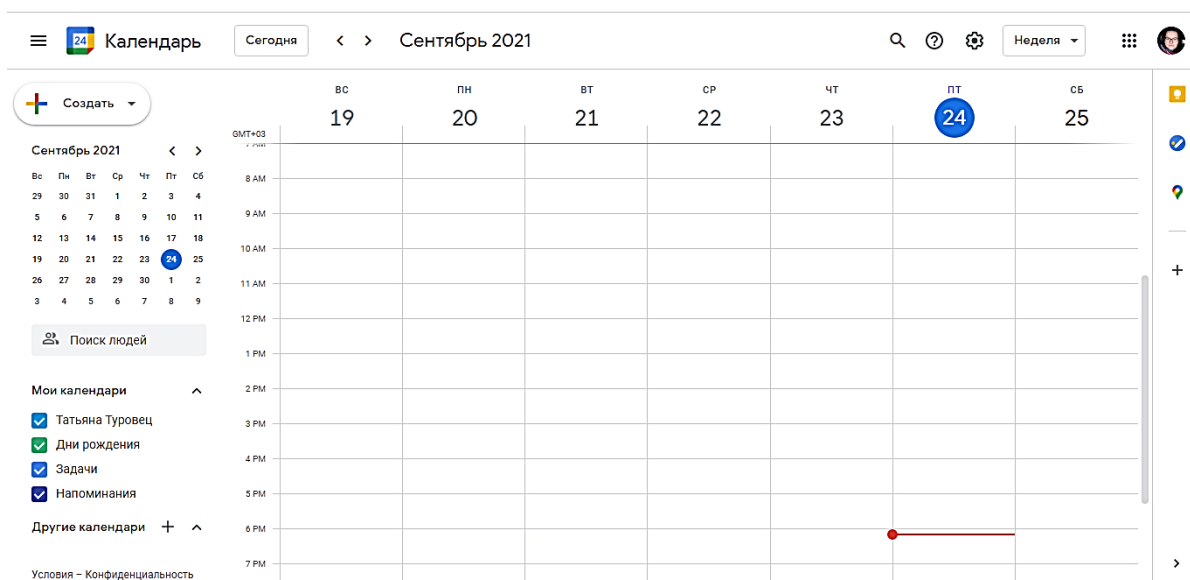 24 Календарь Сегодня Сентябрь 2021 Неделя
Создать
Сентябрь 2021
Вс Пн Вт Ср Чт Пт Сб
29 30 31 1 2 3 4
5 6 7 8 9 10 11
12 13 14 15 16 17 18
19 20 21 22 23 24 25
26 27 28 29 30 1 2
3 4 5 6 7 8 9
Поиск людей
Мои календари
Татьяна Туровец
Дни рождения
Задачи
Напоминания
Другие календари
Условия – Конфиденциальность
ВС ПН ВТ СР ЧТ ПТ СБ
19 20 21 22 23 24 25
GMT+03
7 AM
8 AM
9 AM
10 AM
11 AM
12 PM
1 PM
2 PM
3 PM
4 PM
5 PM
6 PM
7 PM